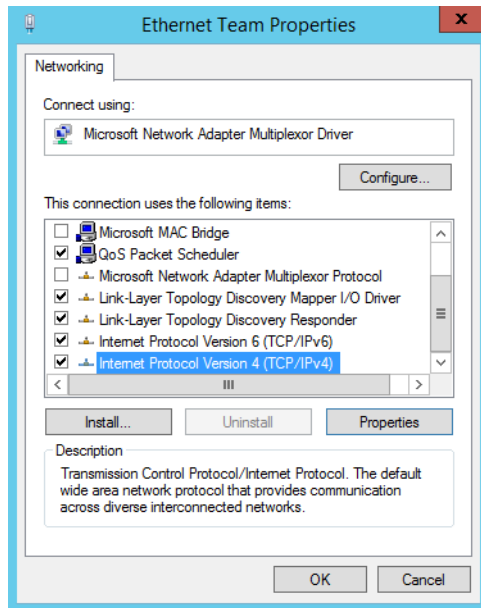 Ethernet Team Properties
x
Networking
Connect using:
Microsoft Network Adapter Multiplexor Driver
Configure...
This connection uses the following items:
Microsoft MAC Bridge
QoS Packet Scheduler
Microsoft Network Adapter Multiplexor Protocol
Link-Layer Topology Discovery Mapper I/O Driver
Link-Layer Topology Discovery Responder
Internet Protocol Version 6 (TCP/IPv6)
Internet Protocol Version 4 (TCP/IPv4)
Install...
Uninstall
Properties
Description
Transmission Control Protocol/Internet Protocol. The default
wide area network protocol that provides communication
across diverse interconnected networks.
OK
Cancel